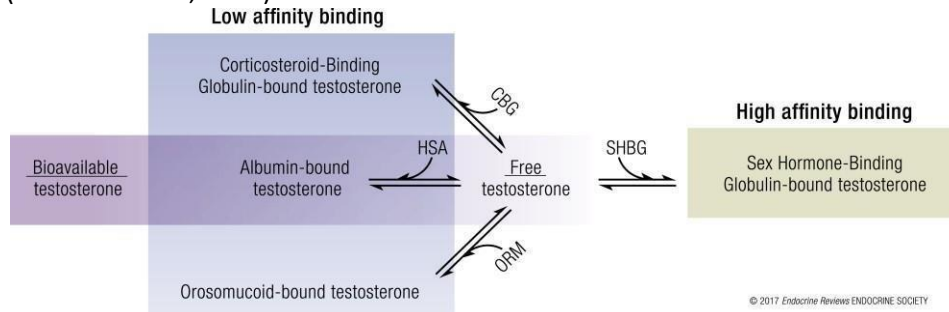 Low affinity binding
Corticosteroid-Binding
Globulin-bound testosterone
CBG
High affinity binding
Bioavailable
testosterone
Albumin-bound
testosterone
HSA
Free
testosterone
SHBG
Sex Hormone-Binding
Globulin-bound testosterone
ORM
Orosomucoid-bound testosterone
© 2017 Endocrine Reviews ENDOCRINE SOCIETY